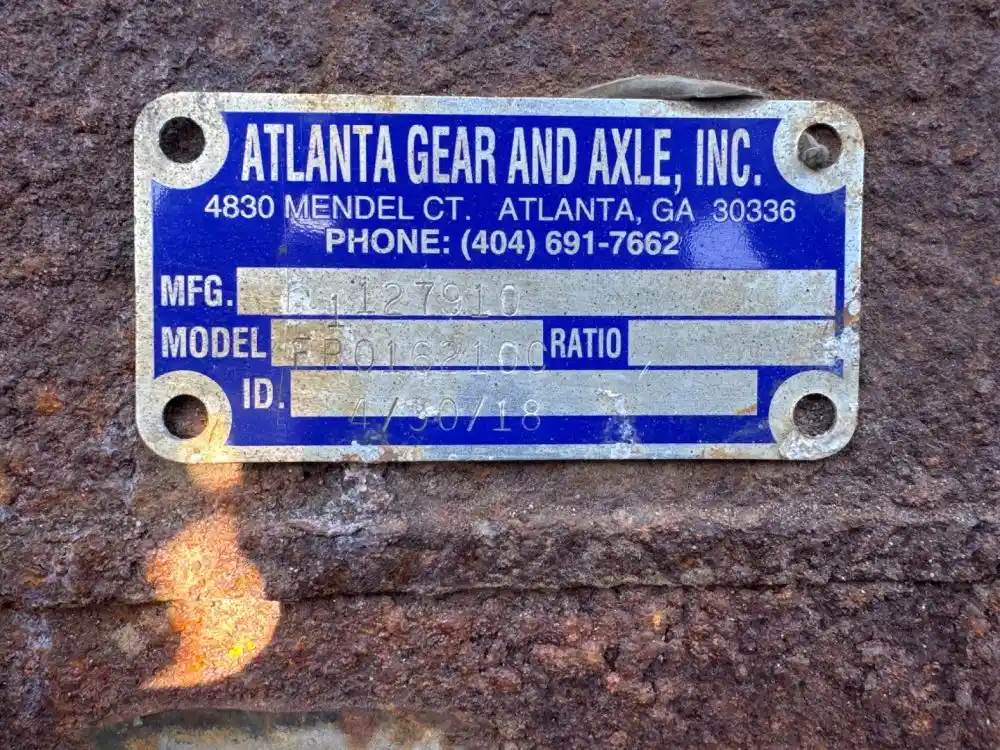 ATLANTA GEAR AND AXLE, INC.
4830 MENDEL CT. ATLANTA, GA 30336
PHONE: (404) 691-7662
MFG.
MODEL RATIO
ID.
4/30/18